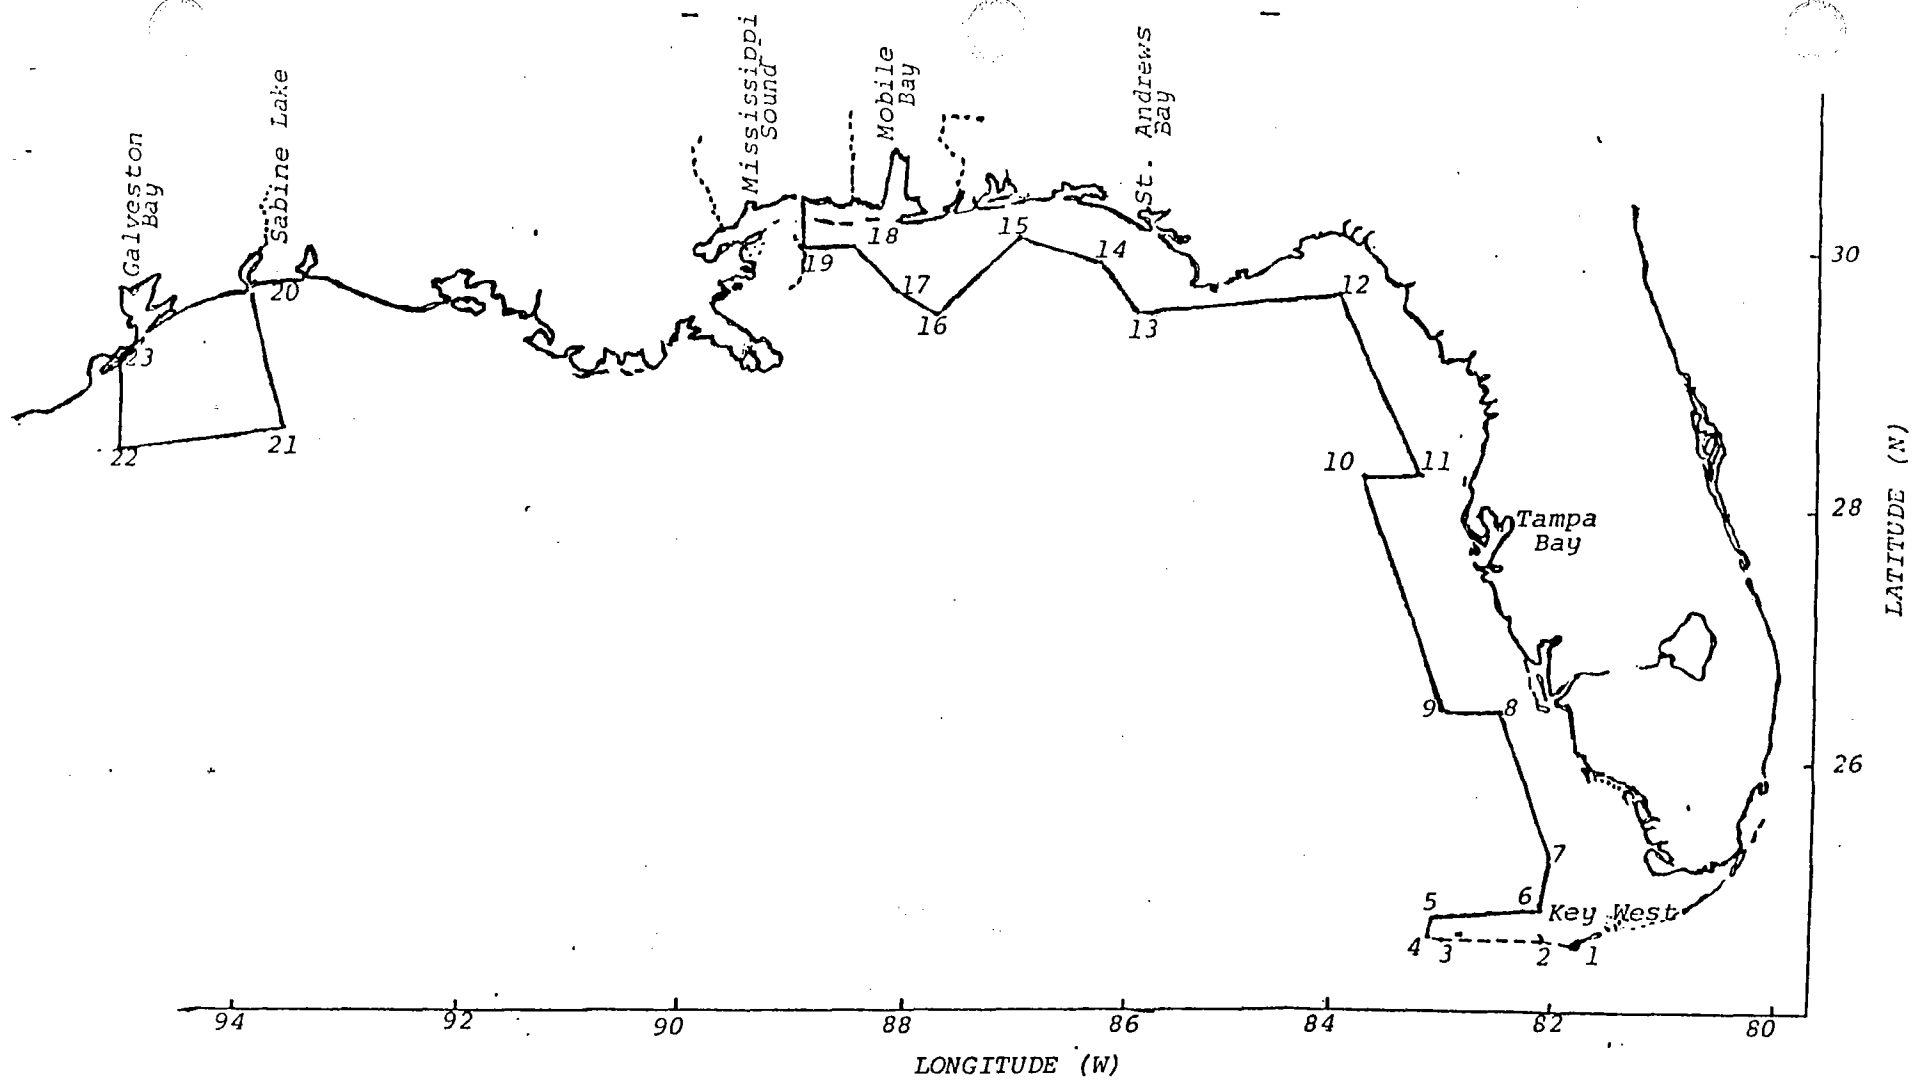 Galveston
Bay
Sabine Lake
Mississippi
Sound
Mobile
Bay
St. Andrews
Bay
18
19
17
16
15
14
13
12
20
23
22
21
10
11
Tampa
Bay
9
8
7
6
5
4
3
2
1
Key West
30
28
26
LATITUDE (N)
94
92
90
88
86
84
82
80
LONGITUDE (W)